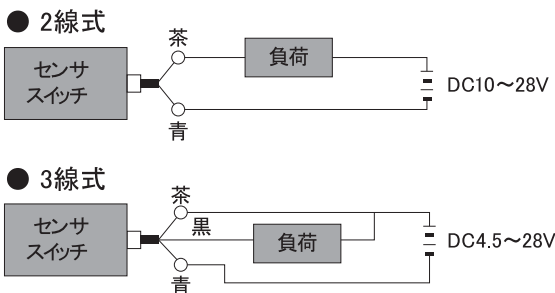 ● 2線式
茶
センサ
スイッチ
負荷
DC10～28V
青
● 3線式
茶
黒
センサ
スイッチ
負荷
DC4.5～28V
青